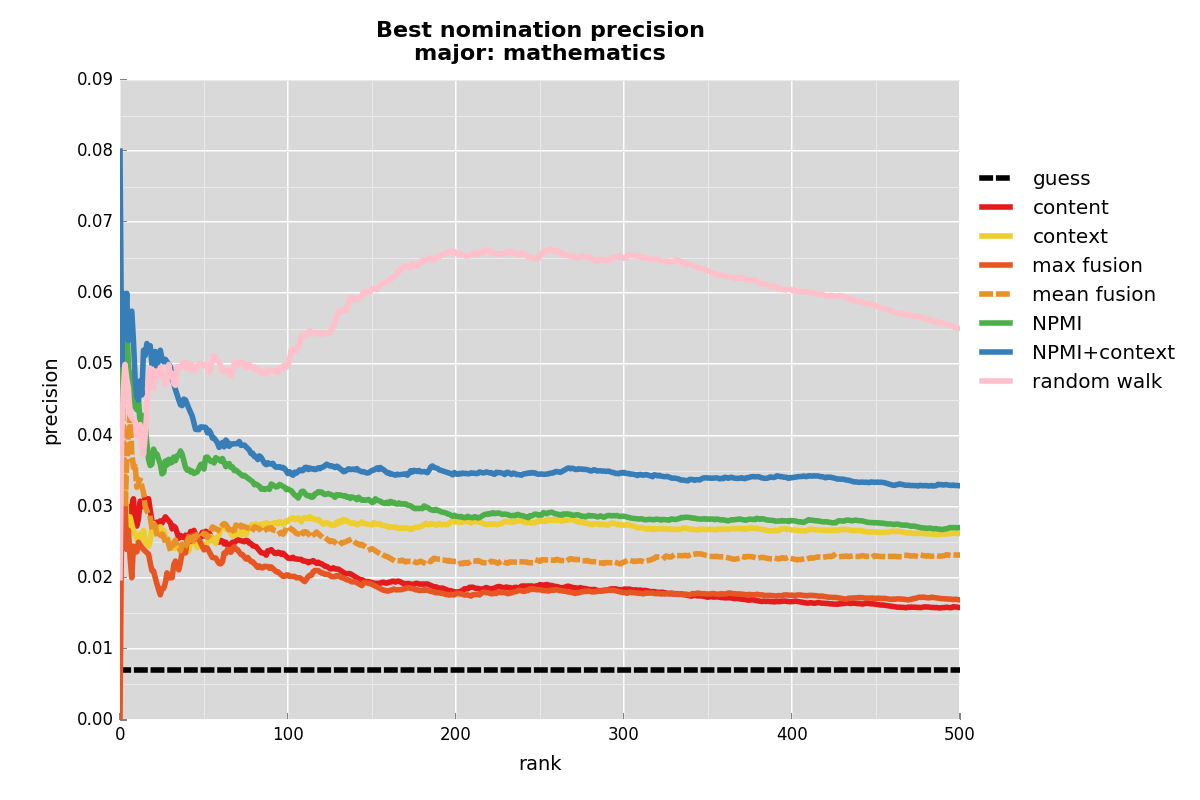 Best nomination precision
major: mathematics
0.09
0.08
0.07
0.06
0.05
0.04
0.03
0.02
0.01
0.00
precision
0
100
200
300
400
500
rank
guess
content
context
max fusion
mean fusion
NPMI
NPMI+context
random walk